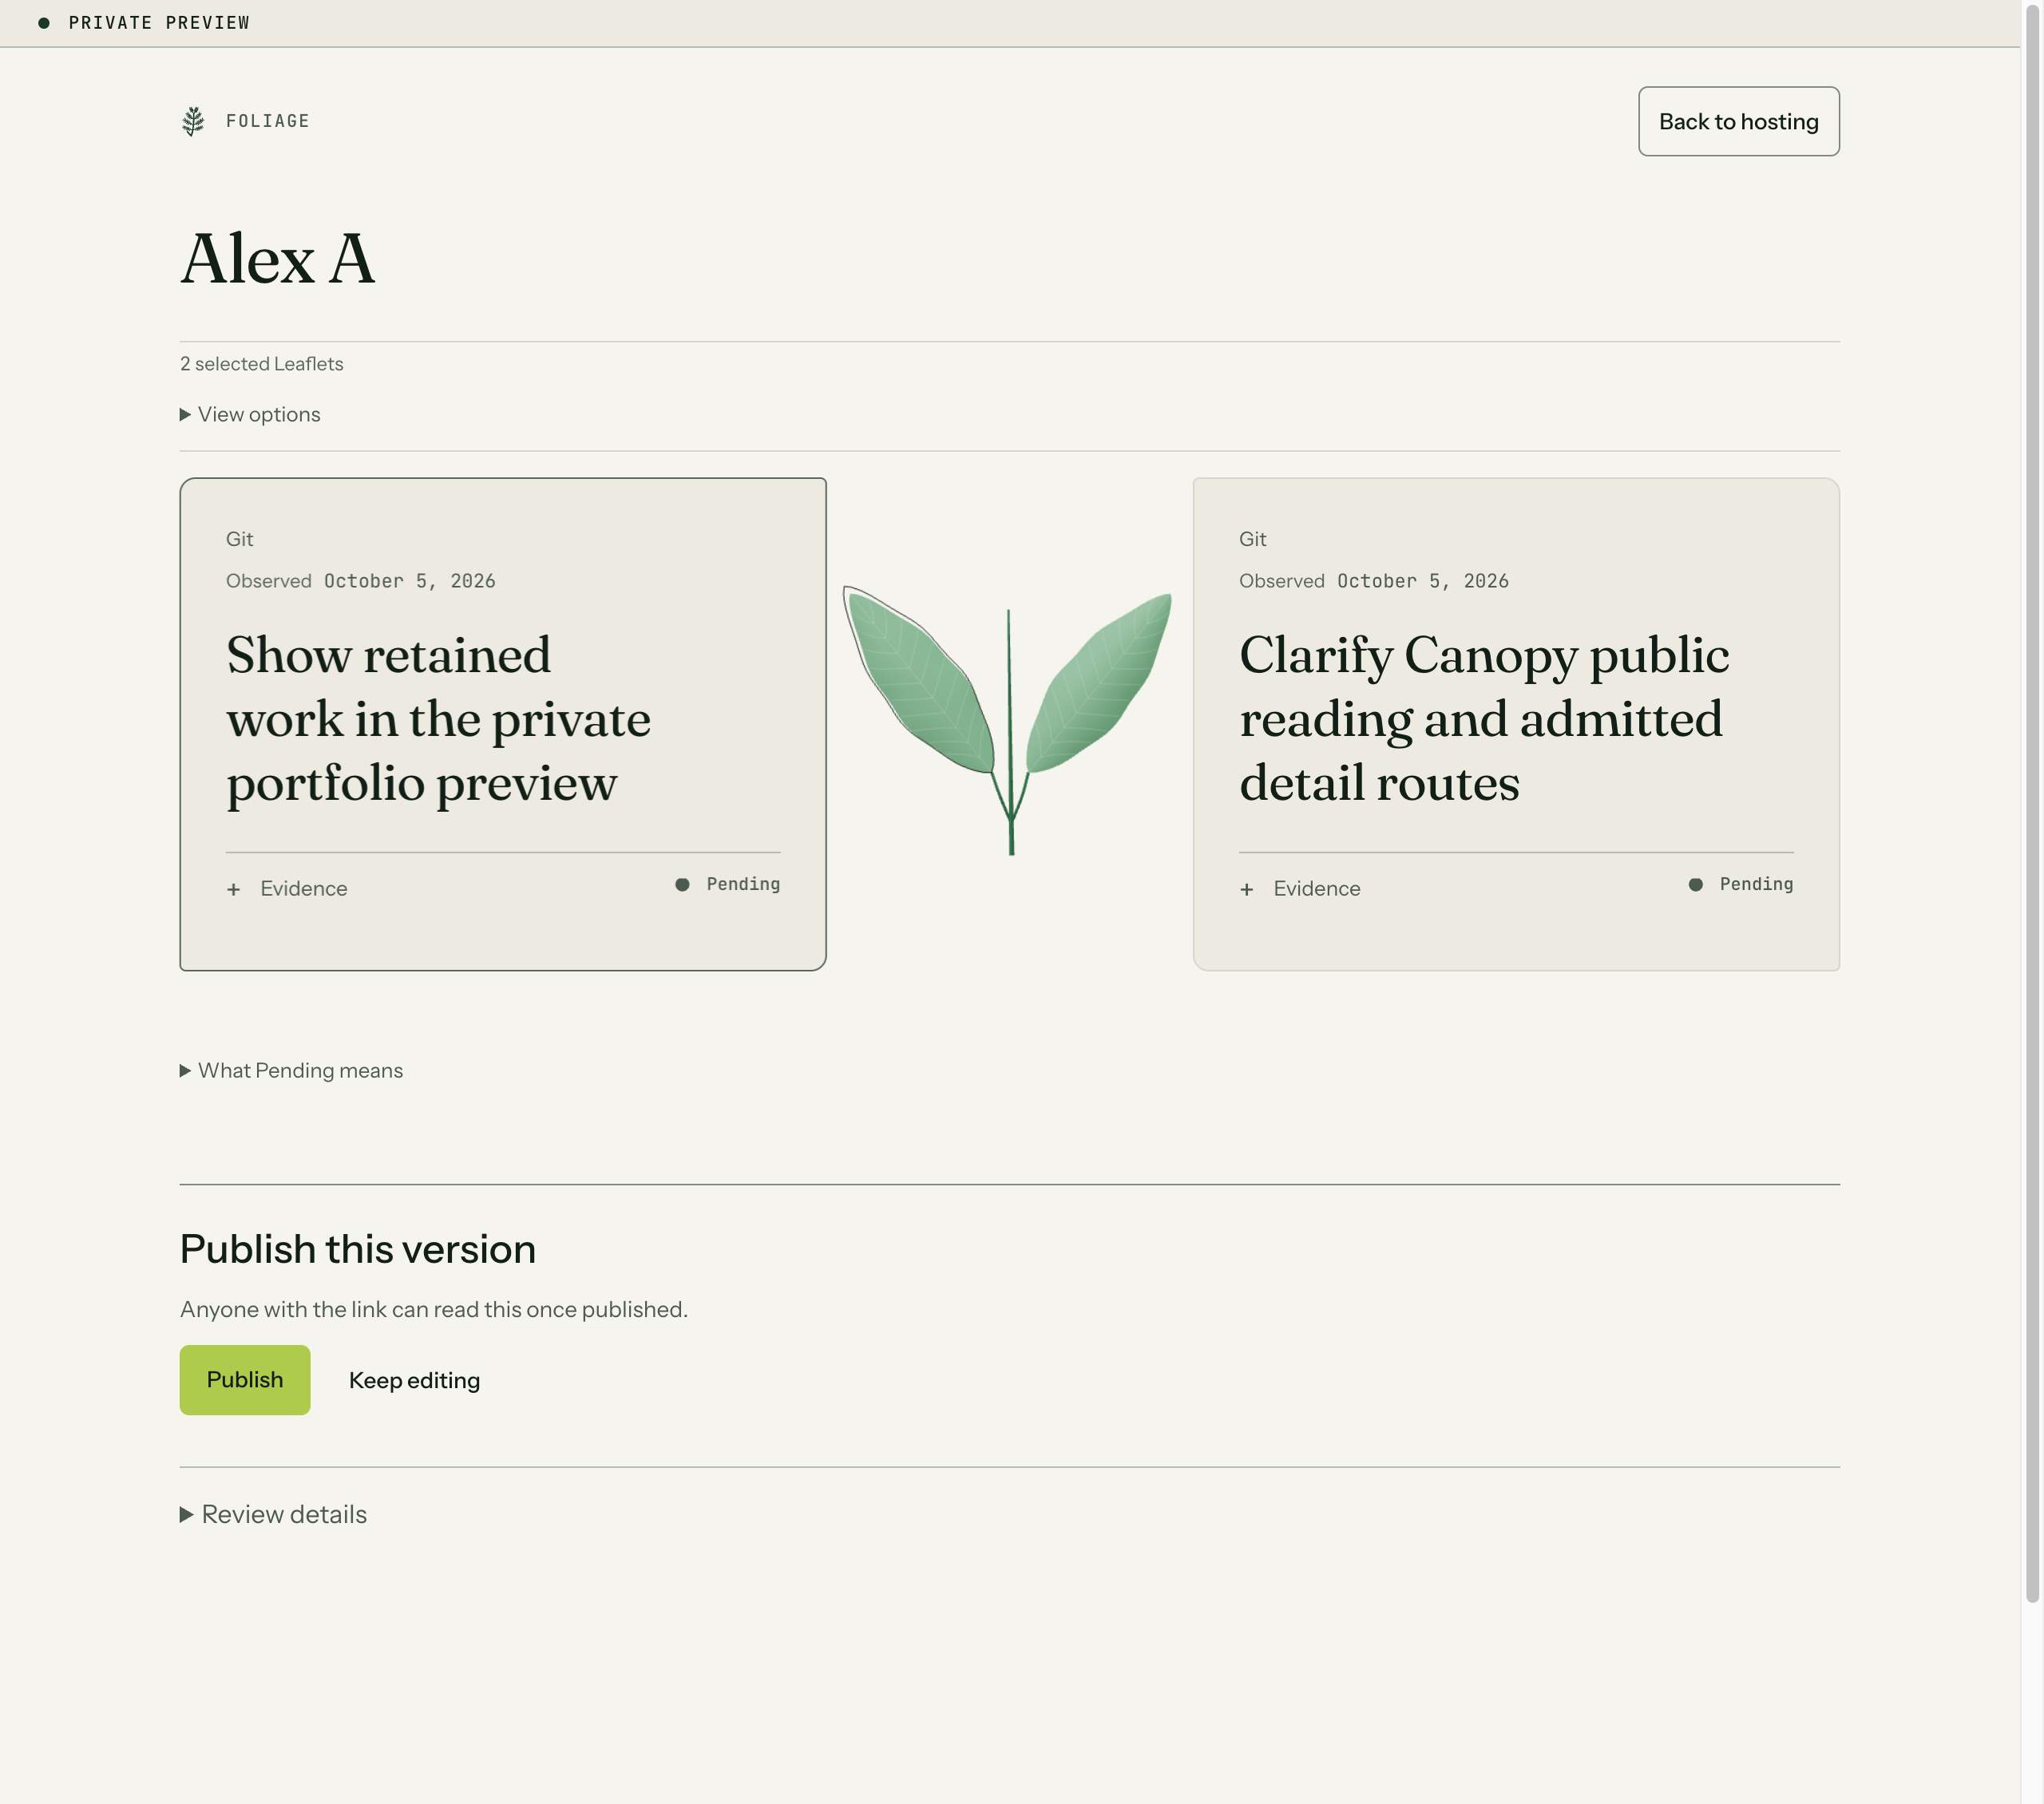 PRIVATE PREVIEW
FOLIAGE
Back to hosting
Alex A
2 selected Leaflets
View options
Git
Observed October 5, 2026
Show retained
work in the private
portfolio preview
+ Evidence
Pending
Git
Observed October 5, 2026
Clarify Canopy public
reading and admitted
detail routes
+ Evidence
Pending
What Pending means
Publish this version
Anyone with the link can read this once published.
Publish
Keep editing
Review details